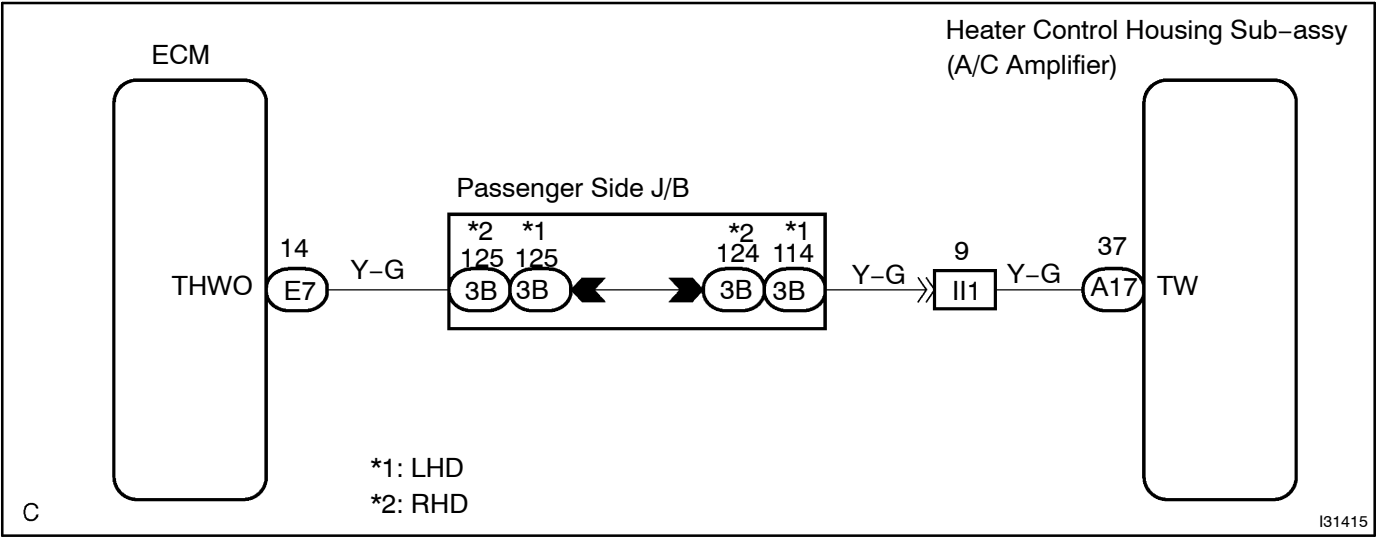 Heater Control Housing Sub−assy
(A/C Amplifier)
ECM
Passenger Side J/B
*2 *1 *2 *1
125 125 124 114
14 9 37
THWO E7 Y−G 3B 3B 3B 3B Y−G II1 Y−G A17 TW
*1: LHD
*2: RHD
C
I31415